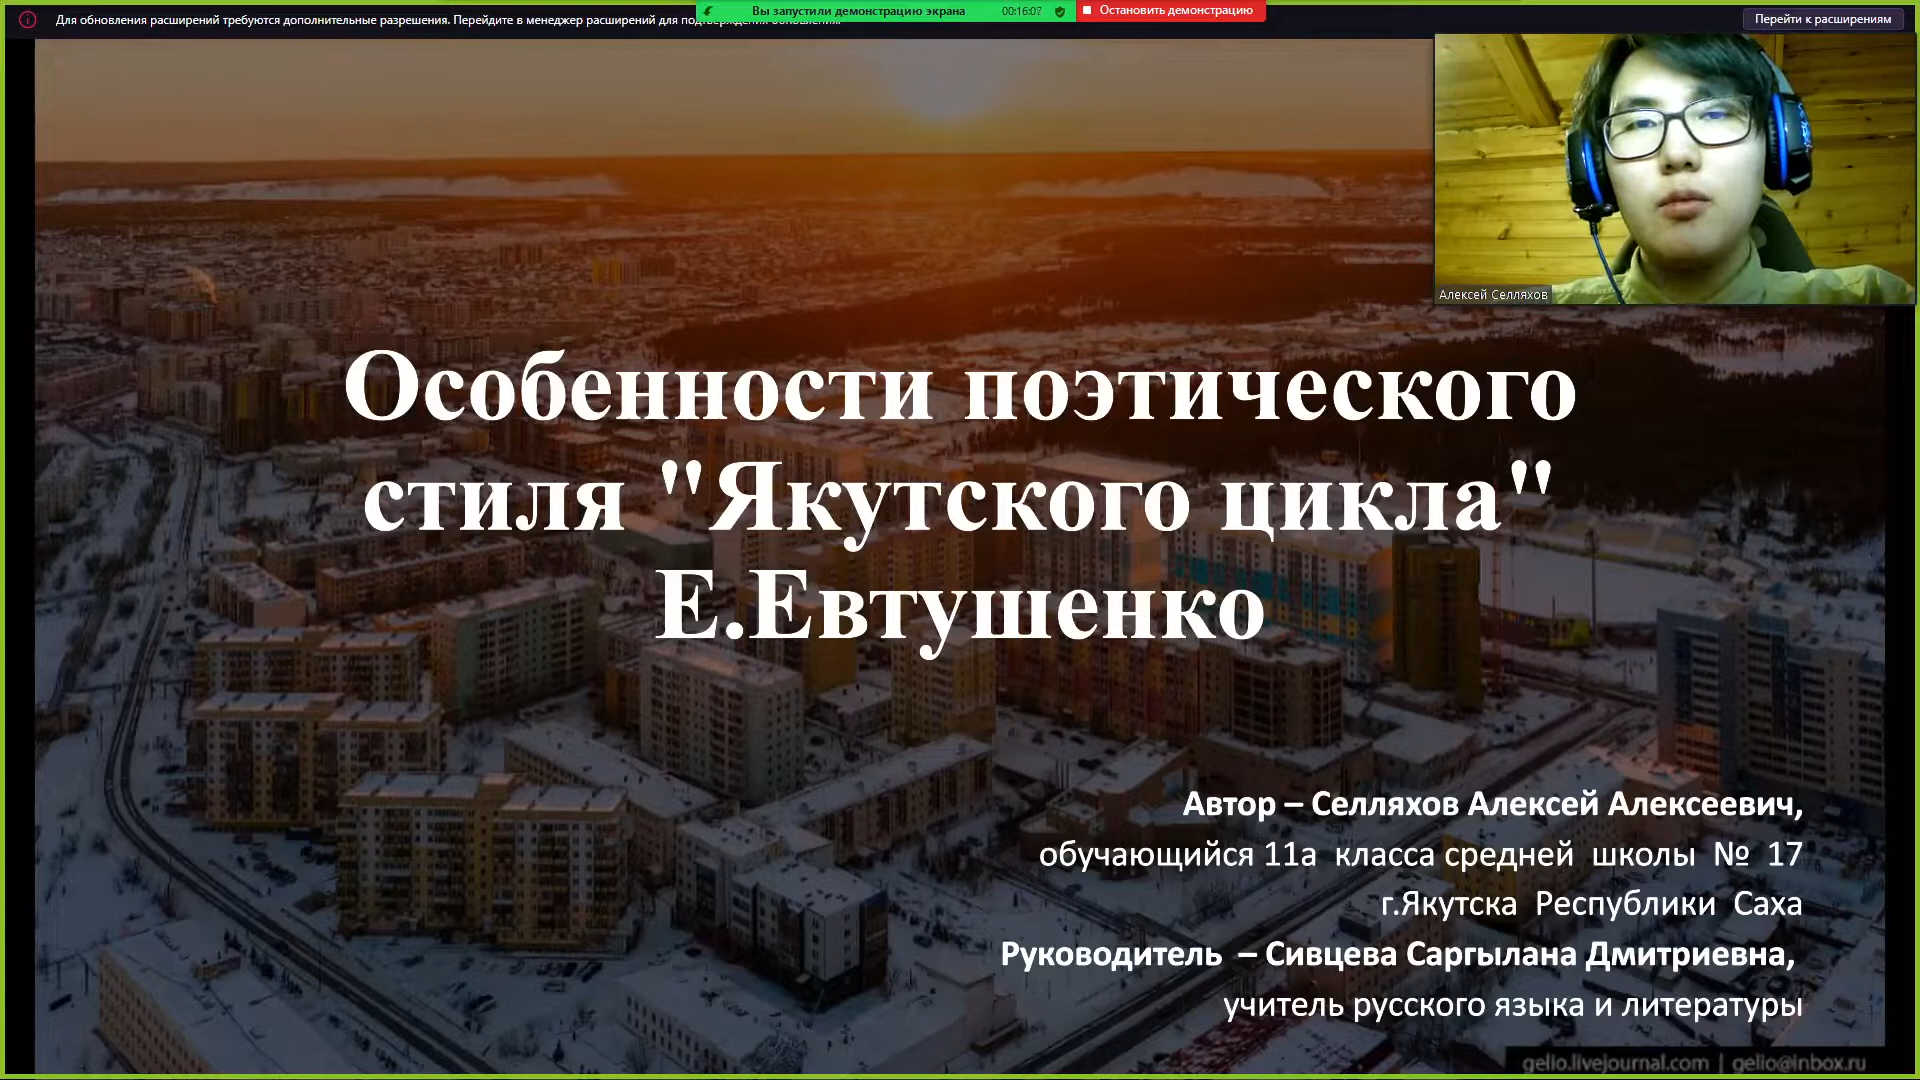 Для обновления расширений требуются дополнительные разрешения. Перейдите в менеджер расширений для подтверждения обновления.
Вы запустили демонстрацию экрана 00:16:07 Остановить демонстрацию
Перейти к расширениям
Алексей Селляхов
Особенности поэтического
стиля "Якутского цикла"
Е.Евтушенко
Автор – Селляхов Алексей Алексеевич,
обучающийся 11а класса средней школы № 17
г.Якутска Республики Саха
Руководитель – Сивцева Саргылана Дмитриевна,
учитель русского языка и литературы
gelio.livejournal.com | gelio@inbox.ru